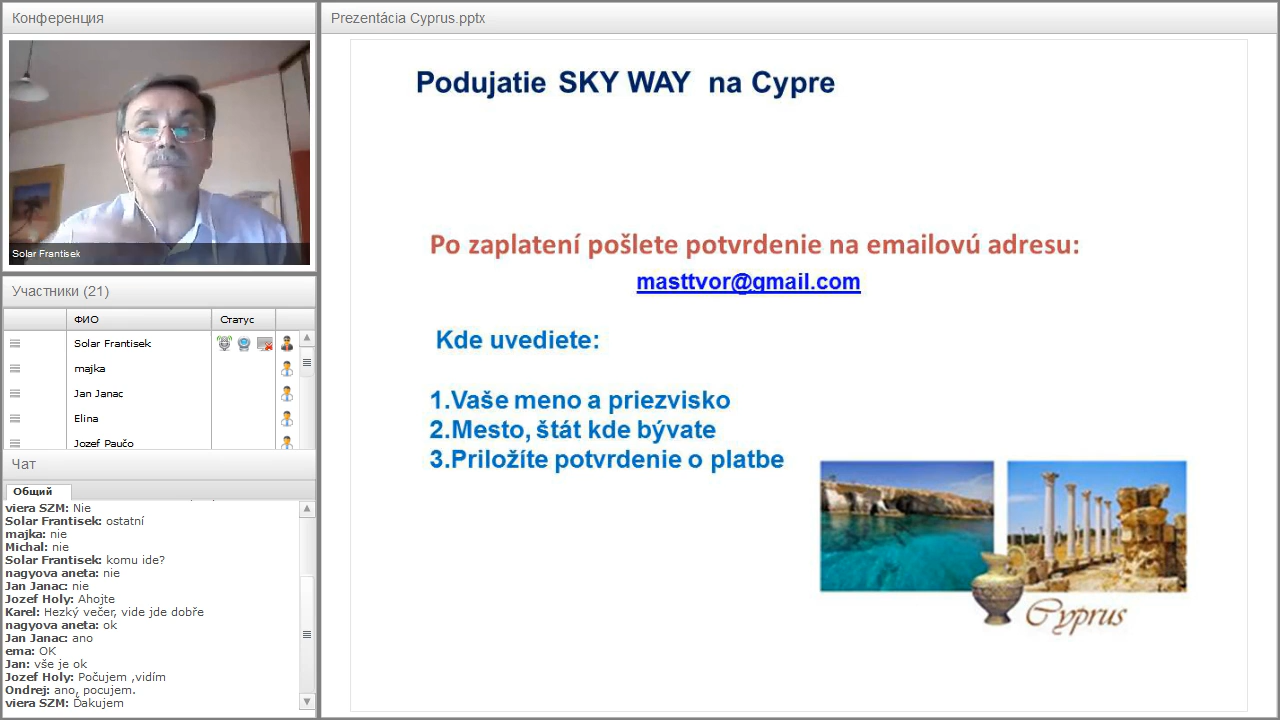 Конференция
Solar Frantisek
Участники (21)
ФИО
Статус
Solar Frantisek
majka
Jan Janac
Elina
Jozef Paučo
Чат
Общий
viera SZM: Nie
Solar Frantisek: ostatní
majka: nie
Michal: nie
Solar Frantisek: komu ide?
nagyova aneta: nie
Jan Janac: nie
Jozef Holy: Ahojte
Karel: Hezký večer, vide jde dobře
nagyova aneta: ok
Jan Janac: ano
ema: OK
Jan: vše je ok
Jozef Holy: Počujem ,vidím
Ondrej: ano, pocujem.
viera SZM: Ďakujem
Prezentácia Cyprus.pptx
Podujatie SKY WAY na Cypre
Po zaplatení pošlete potvrdenie na emailovú adresu:
masttvor@gmail.com
Kde uvediete:
1.Vaše meno a priezvisko
2.Mesto, štát kde bývate
3.Priložíte potvrdenie o platbe
Cyprus